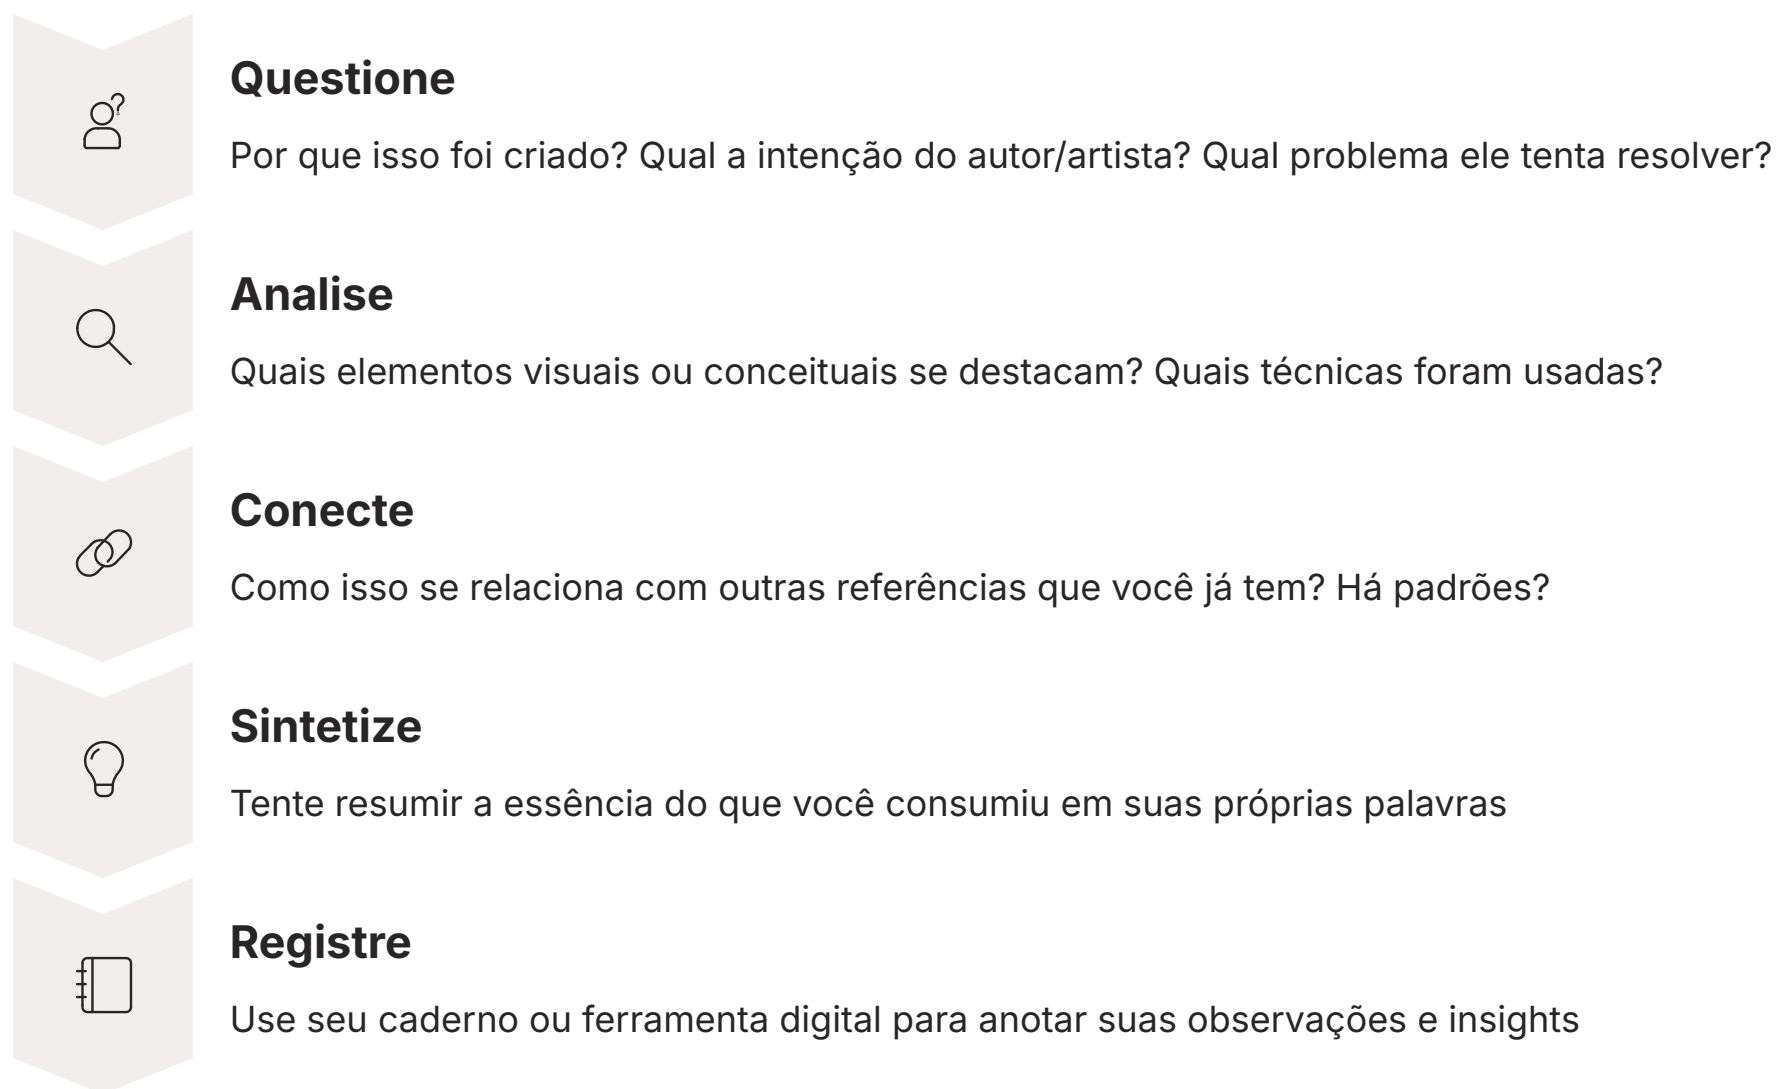 Questione
Por que isso foi criado? Qual a intenção do autor/artista? Qual problema ele tenta resolver?
Analise
Quais elementos visuais ou conceituais se destacam? Quais técnicas foram usadas?
Conecte
Como isso se relaciona com outras referências que você já tem? Há padrões?
Sintetize
Tente resumir a essência do que você consumiu em suas próprias palavras
Registre
Use seu caderno ou ferramenta digital para anotar suas observações e insights